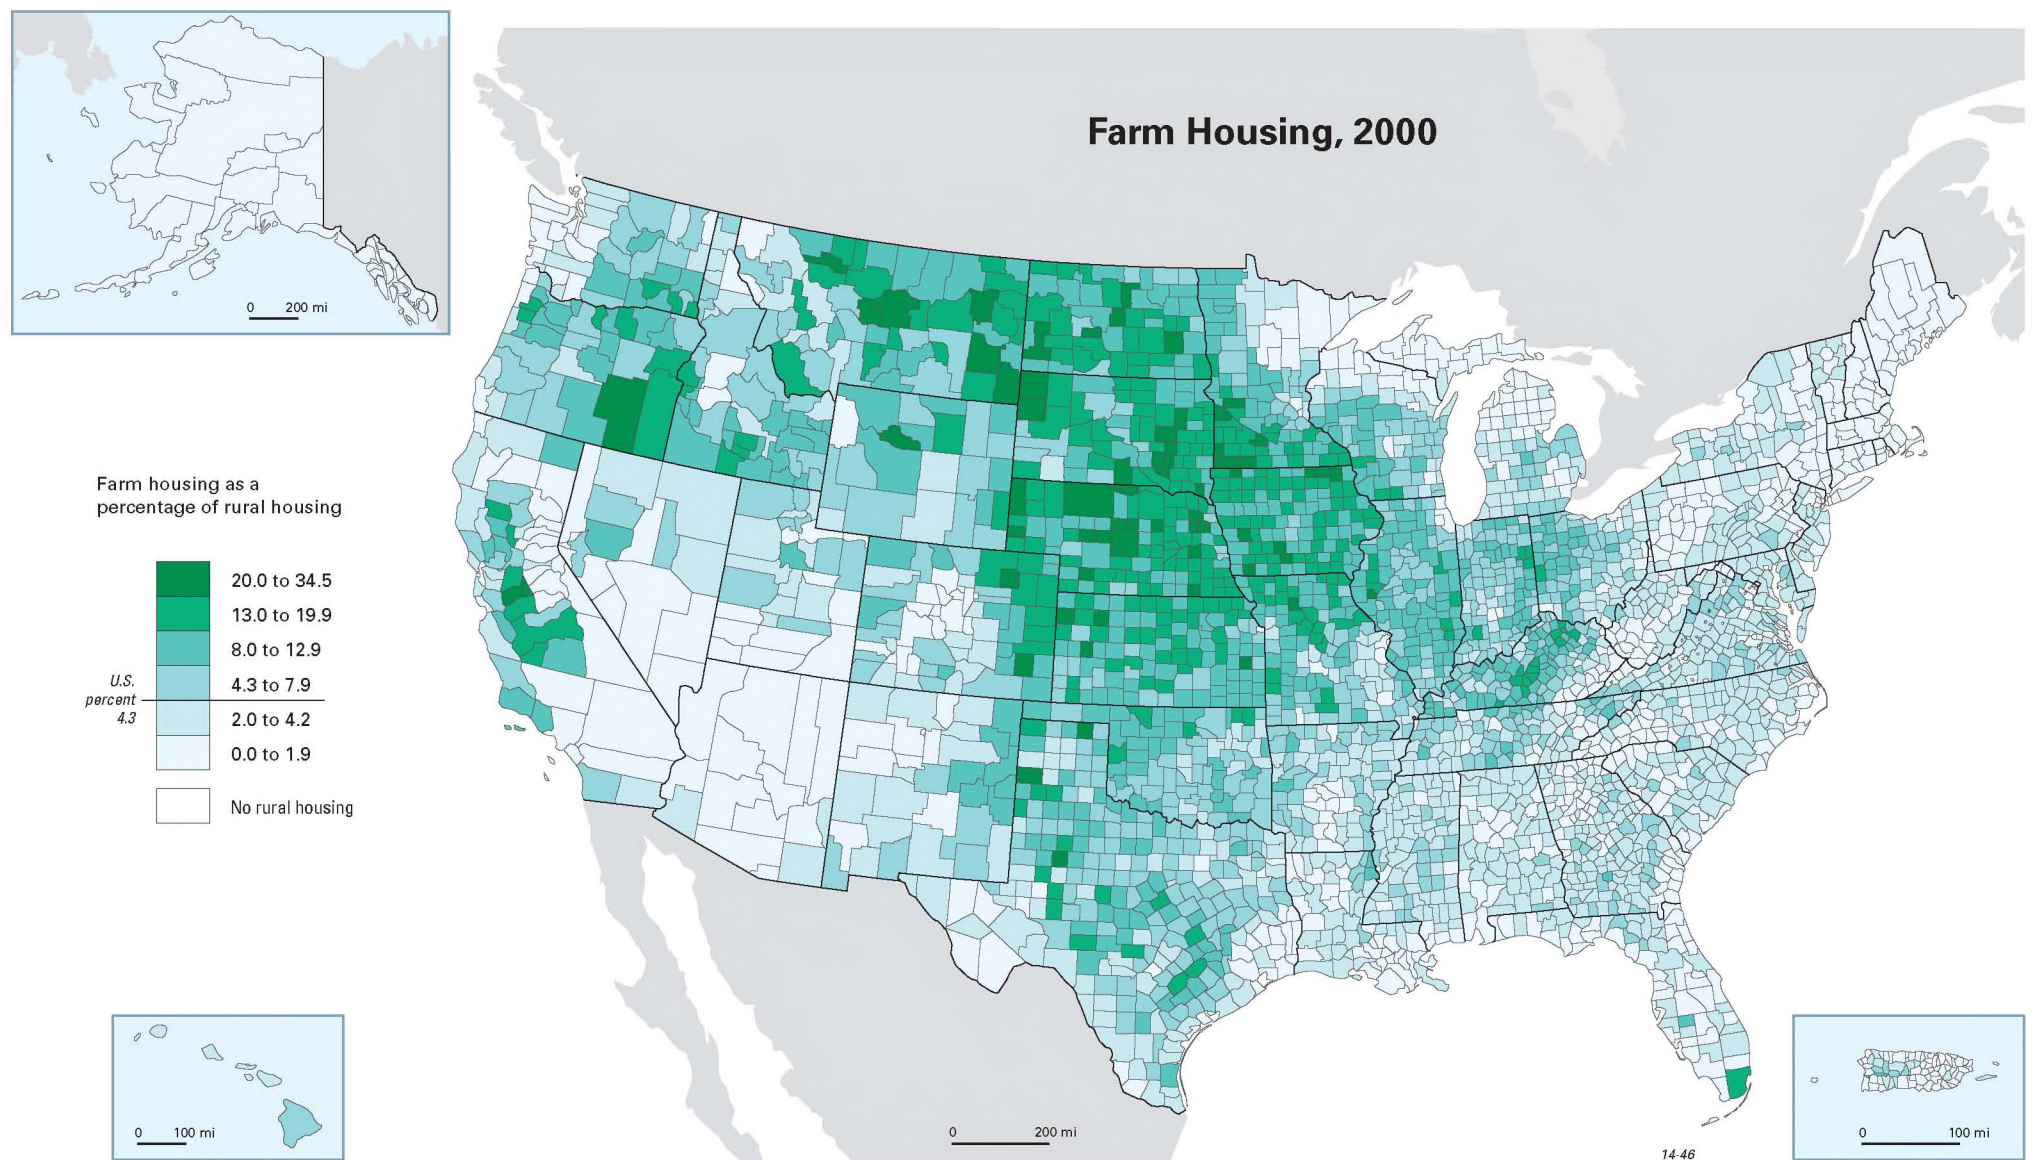 Farm Housing, 2000
0 200 mi
Farm housing as a
percentage of rural housing
20.0 to 34.5
13.0 to 19.9
8.0 to 12.9
4.3 to 7.9
U.S.
percent
4.3
2.0 to 4.2
0.0 to 1.9
No rural housing
0 100 mi
0 200 mi
0 100 mi
14-46